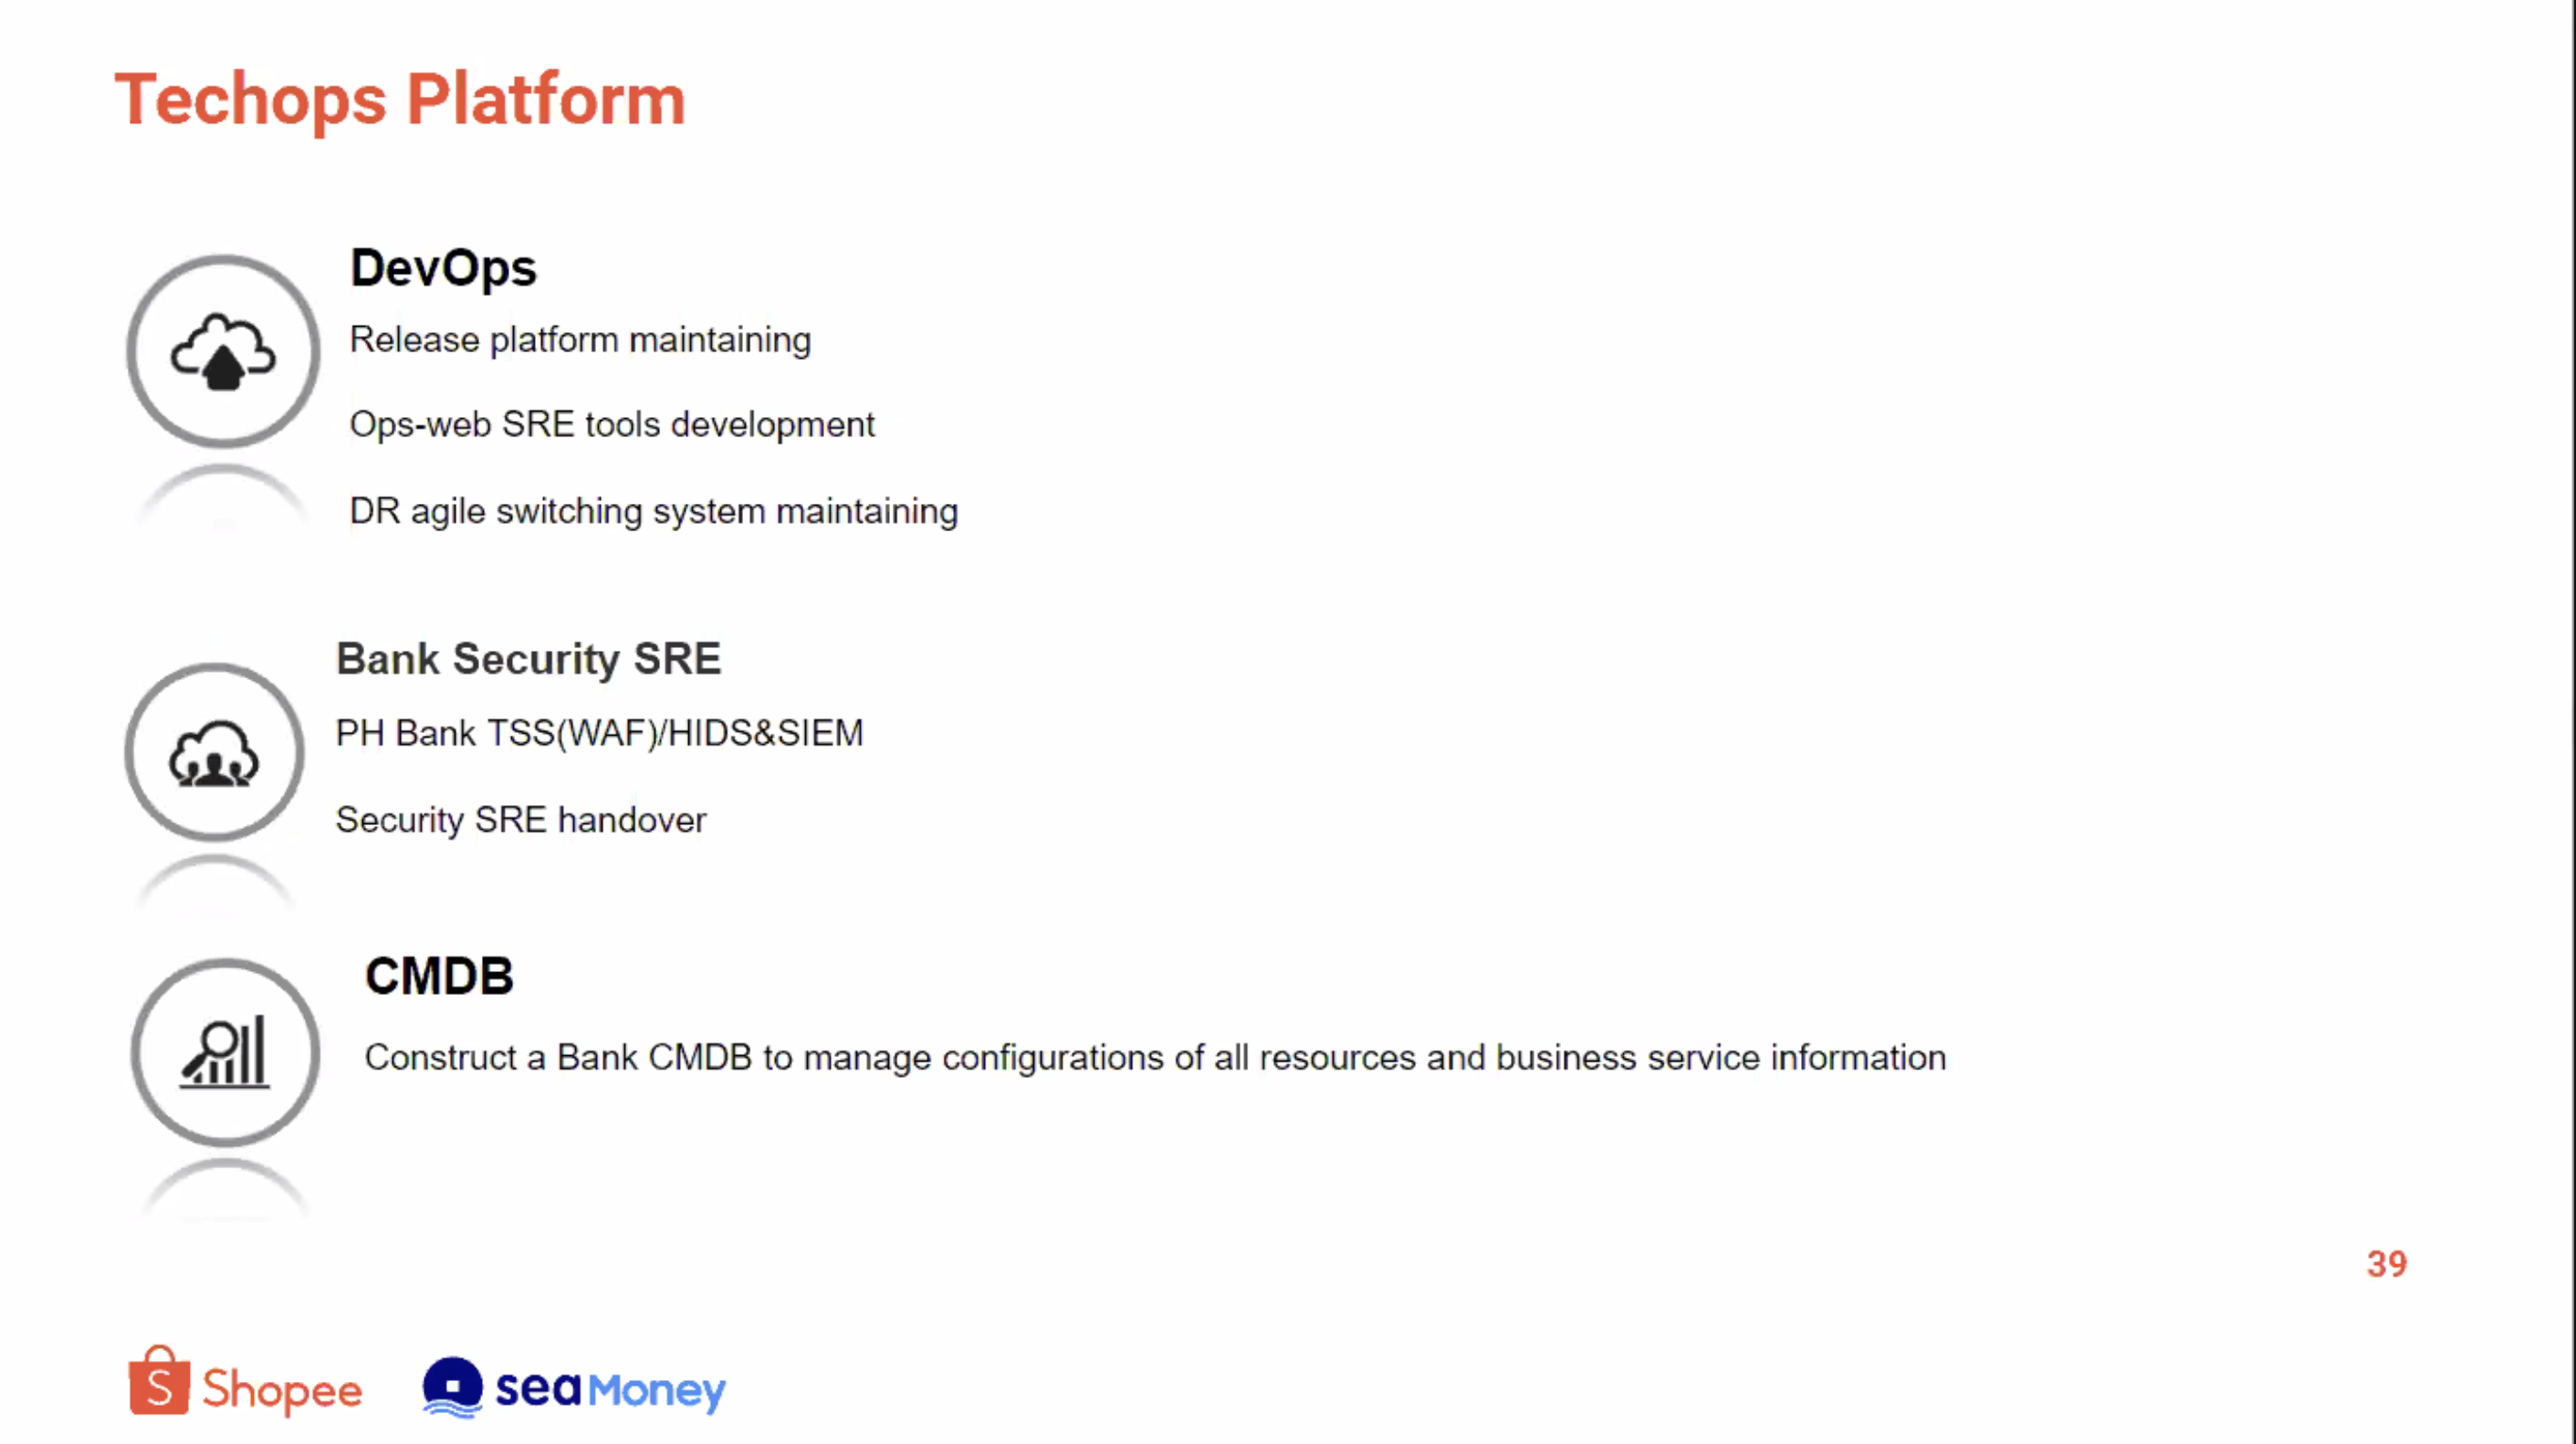 Techops Platform
DevOps
Release platform maintaining
Ops-web SRE tools development
DR agile switching system maintaining
Bank Security SRE
PH Bank TSS(WAF)/HIDS&SIEM
Security SRE handover
CMDB
Construct a Bank CMDB to manage configurations of all resources and business service information
39
S Shopee
sea Money